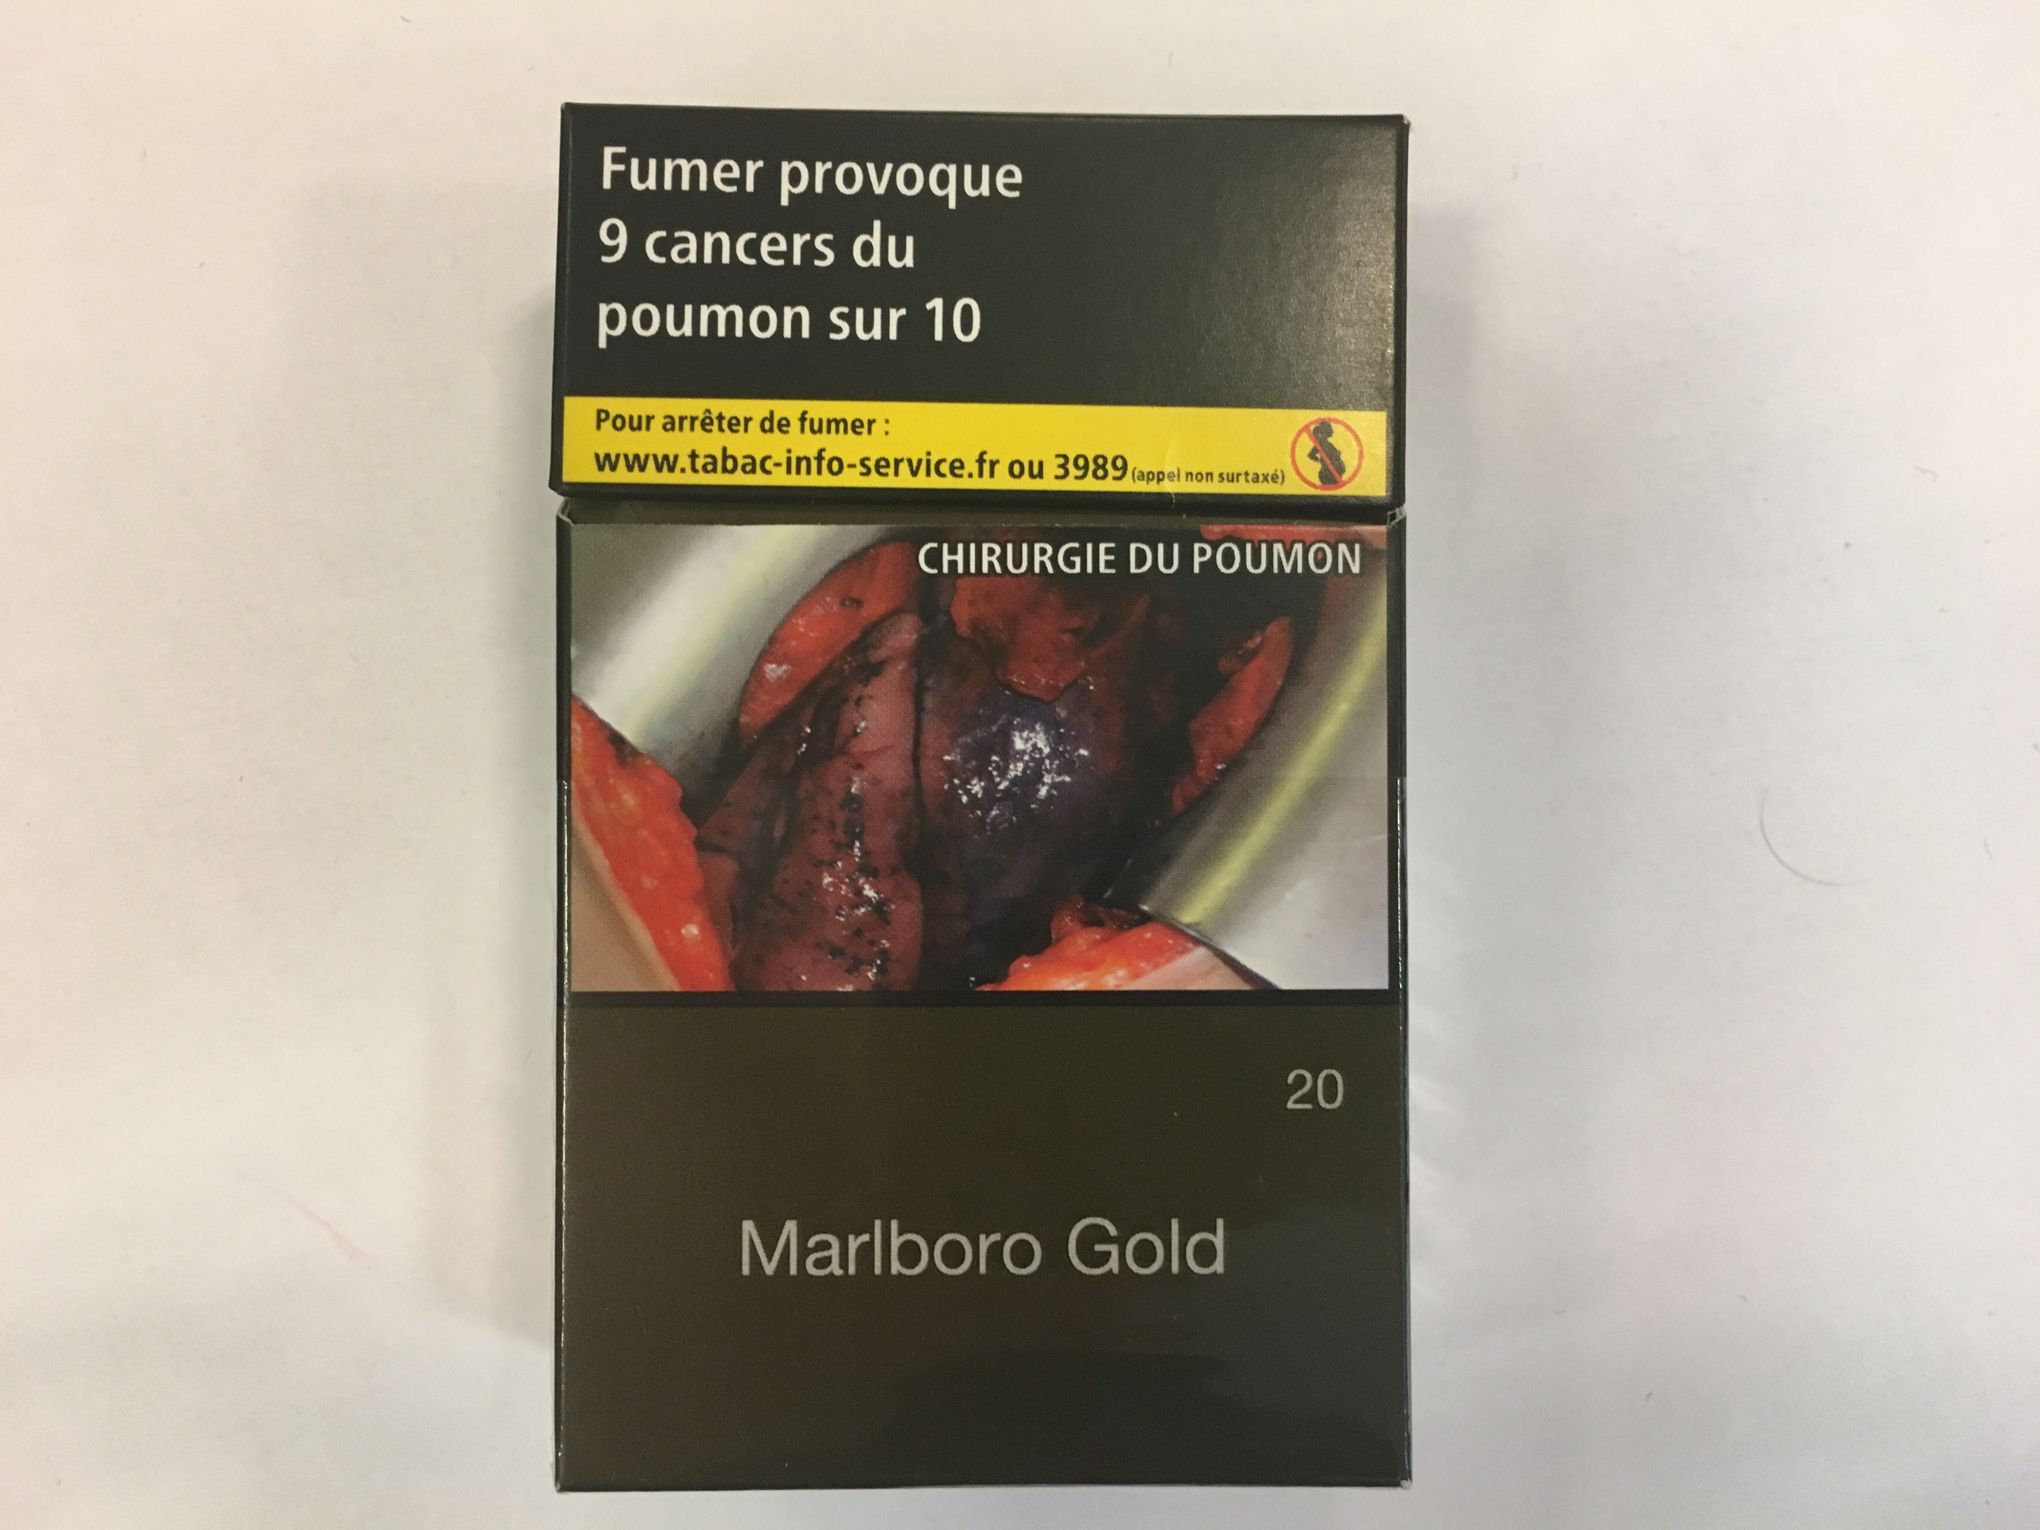 Fumer provoque
9 cancers du
poumon sur 10
Pour arrêter de fumer :
www.tabac-info-service.fr ou 3989 (appel non surtaxé)
CHIRURGIE DU POUMON
20
Marlboro Gold